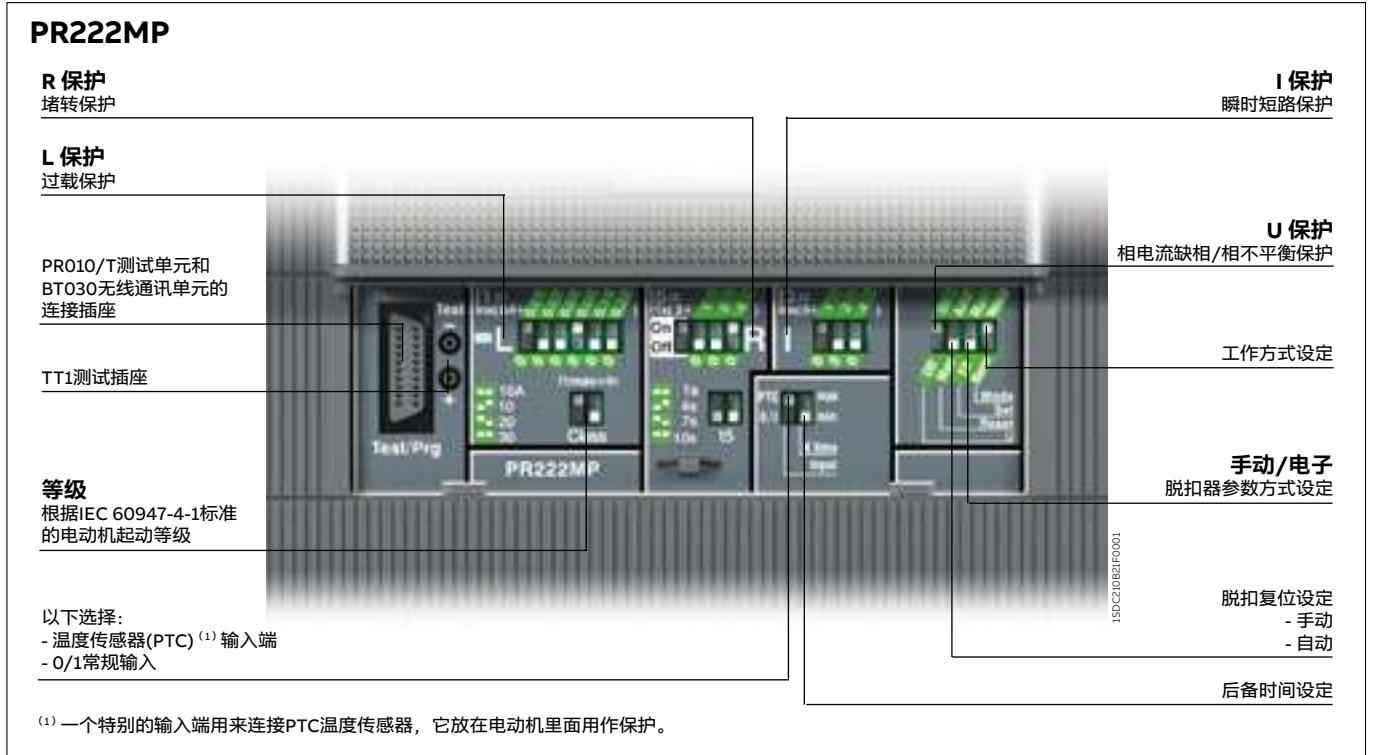 PR222MP
R 保护
堵转保护
I 保护
瞬时短路保护
L 保护
过载保护
U 保护
相电流缺相/相不平衡保护
PR010/T测试单元和
BT030无线通讯单元的
连接插座
工作方式设定
TT1测试插座
手动/电子
脱扣器参数方式设定
等级
根据IEC 60947-4-1标准
的电动机起动等级
以下选择:
- 温度传感器(PTC) ⁽¹⁾ 输入端
- 0/1常规输入
脱扣复位设定
- 手动
- 自动
后备时间设定
⁽¹⁾ 一个特别的输入端用来连接PTC温度传感器，它放在电动机里面用作保护。
1SDC210B21F0001
Test
L
On
Off
R
I
10A
10
20
30
Class
1s
4s
7s
10s
t5
PTC
0/1
max
min
Input
Test/Prg
PR222MP